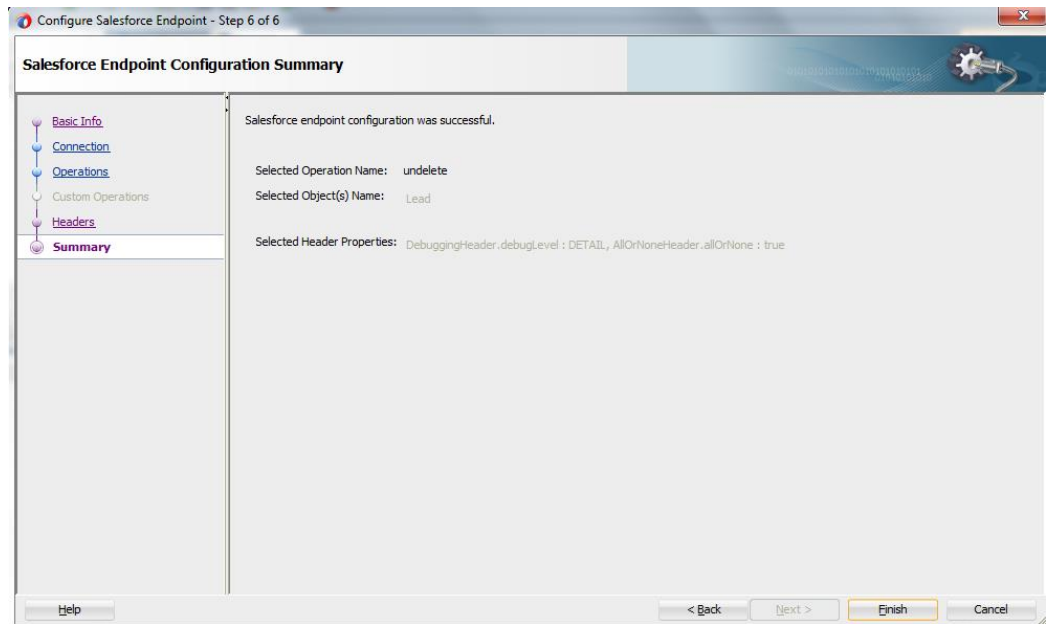 Configure Salesforce Endpoint - Step 6 of 6
Salesforce Endpoint Configuration Summary
Basic Info
Connection
Operations
Custom Operations
Headers
Summary
Salesforce endpoint configuration was successful.
Selected Operation Name: undelete
Selected Object(s) Name: Lead
Selected Header Properties: DebuggingHeader.debugLevel : DETAIL, AllOrNoneHeader.allOrNone : true
Help
< Back
Next >
Finish
Cancel